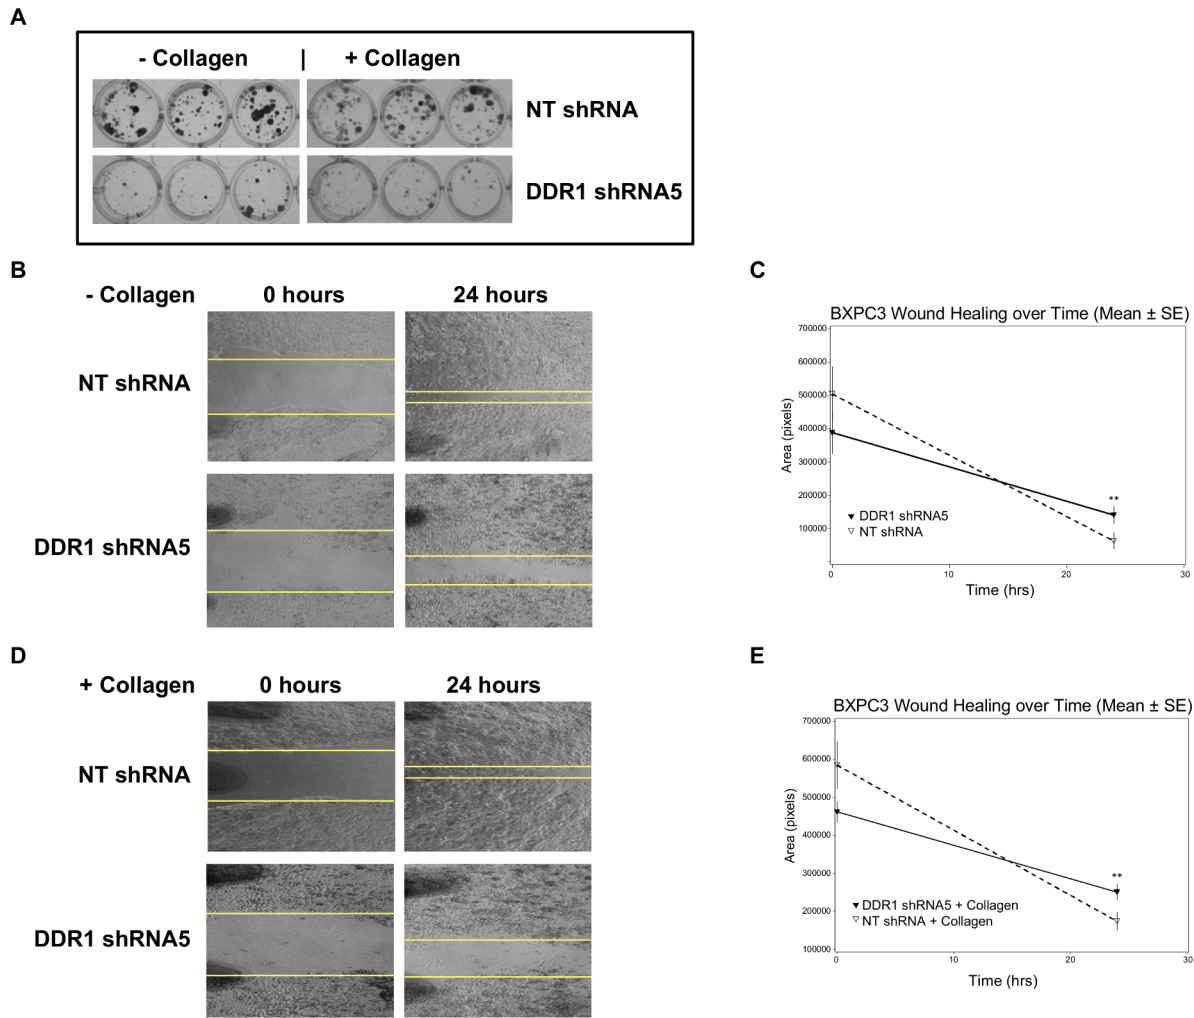 A
- Collagen | + Collagen
NT shRNA
DDR1 shRNA5
B
- Collagen 0 hours 24 hours
NT shRNA
DDR1 shRNA5
C
BXPC3 Wound Healing over Time (Mean ± SE)
700000
600000
500000
400000
300000
200000
100000
Area (pixels)
**
DDR1 shRNA5
NT shRNA
0 10 20 30
Time (hrs)
D
+ Collagen 0 hours 24 hours
NT shRNA
DDR1 shRNA5
E
BXPC3 Wound Healing over Time (Mean ± SE)
700000
600000
500000
400000
300000
200000
100000
Area (pixels)
**
DDR1 shRNA5 + Collagen
NT shRNA + Collagen
0 10 20 30
Time (hrs)